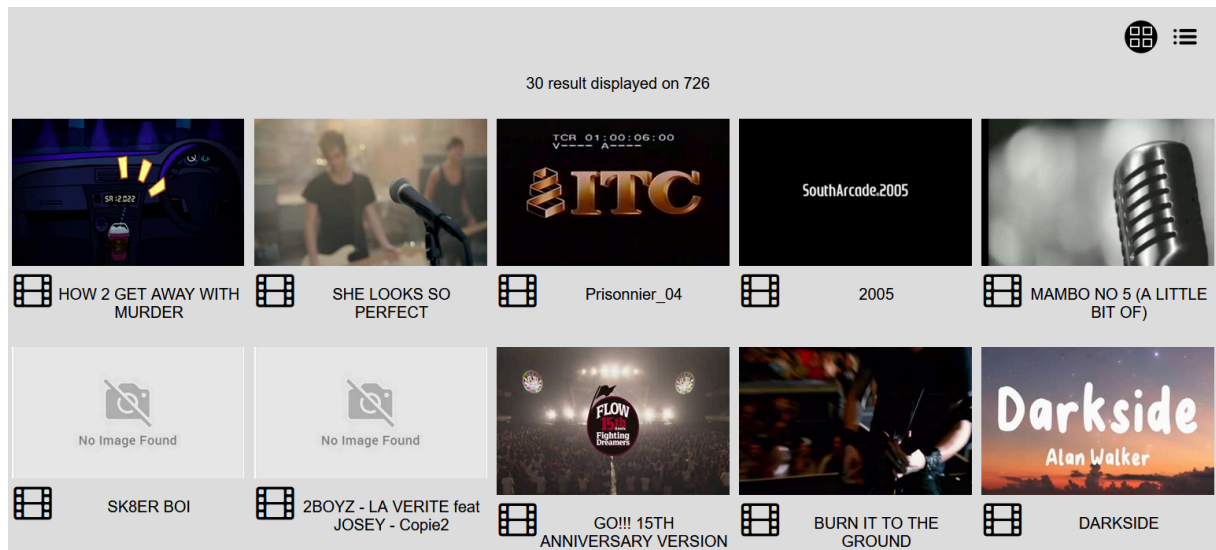 30 result displayed on 726
SR 12.022
TCR 01:00:06:00
V---- A----
ITC
SouthArcade.2005
HOW 2 GET AWAY WITH
MURDER
SHE LOOKS SO
PERFECT
Prisonnier_04
2005
MAMBO NO 5 (A LITTLE
BIT OF)
No Image Found
No Image Found
FLOW
15th
Fighting
Dreamers
Darkside
Alan Walker
SK8ER BOI
2BOYZ - LA VERITE feat
JOSEY - Copie2
GO!!! 15TH
ANNIVERSARY VERSION
BURN IT TO THE
GROUND
DARKSIDE